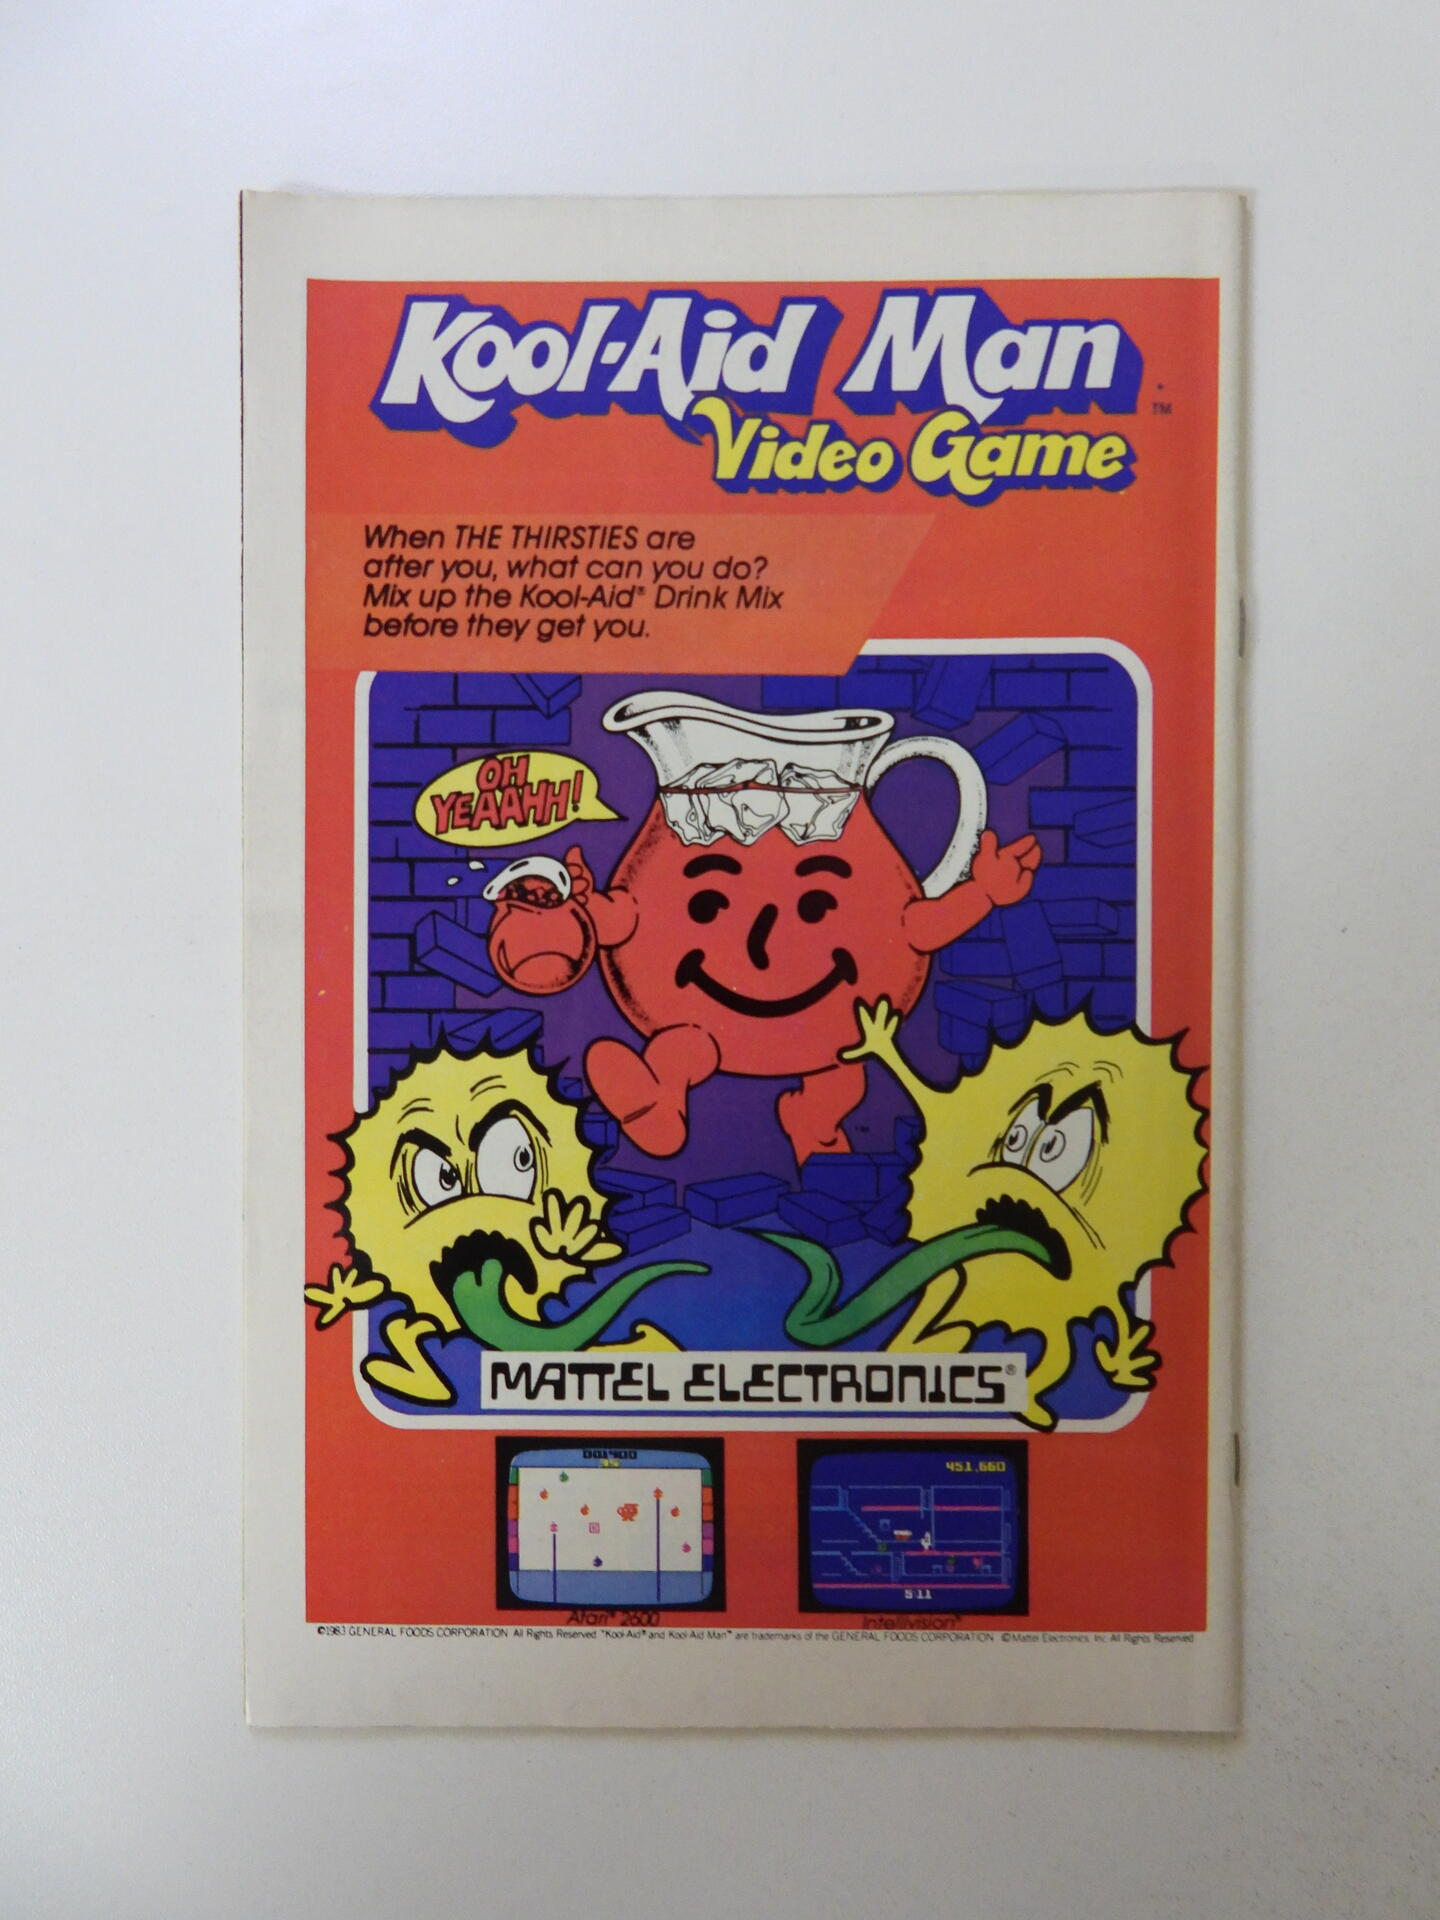 Kool-Aid Man
TM
Video Game
When THE THIRSTIES are
after you, what can you do?
Mix up the Kool-Aid® Drink Mix
before they get you.
OH
YEAAHH!
TM
MATTEL ELECTRONICS®
001900
451,660
5:11
Atari® 2600
Intellivision®
©1983 GENERAL FOODS CORPORATION All Rights Reserved "Kool-Aid® and Kool-Aid Man™ are trademarks of the GENERAL FOODS CORPORATION ©Mattel Electronics, Inc. All Rights Reserved